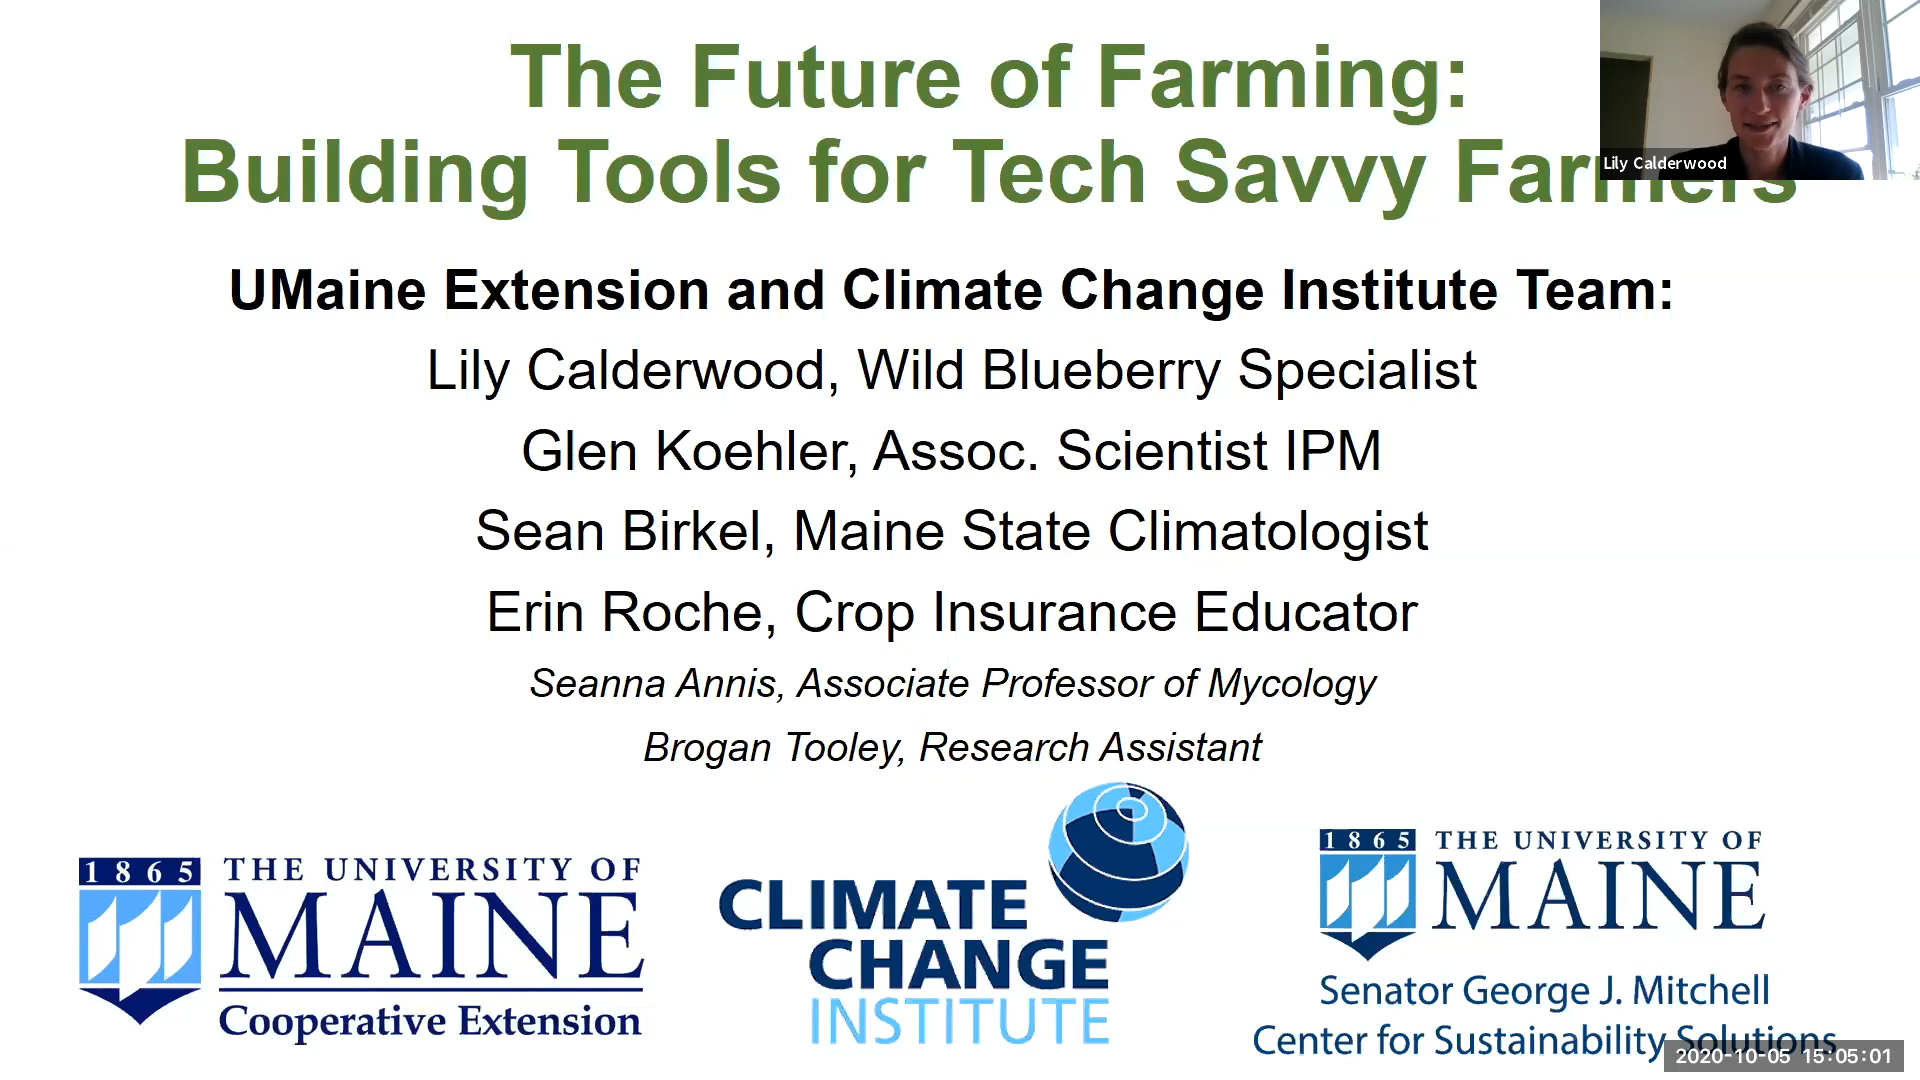 The Future of Farming:
Building Tools for Tech Savvy Farmers
Lily Calderwood
UMaine Extension and Climate Change Institute Team:
Lily Calderwood, Wild Blueberry Specialist
Glen Koehler, Assoc. Scientist IPM
Sean Birkel, Maine State Climatologist
Erin Roche, Crop Insurance Educator
Seanna Annis, Associate Professor of Mycology
Brogan Tooley, Research Assistant
1865
THE UNIVERSITY OF
MAINE
Cooperative Extension
CLIMATE
CHANGE
INSTITUTE
1865
THE UNIVERSITY OF
MAINE
Senator George J. Mitchell
Center for Sustainability Solutions
2020-10-05 15:05:01